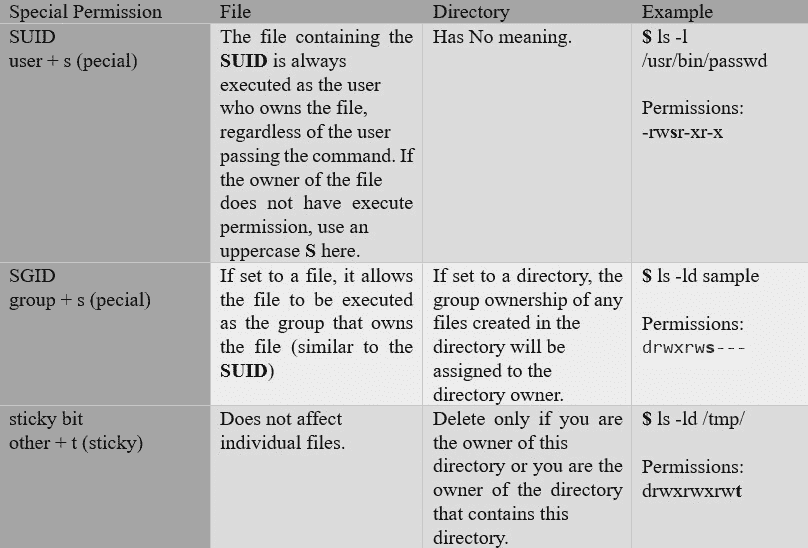 Special Permission File Directory Example
SUID
user + s (pecial)
The file containing the
SUID is always
executed as the user
who owns the file,
regardless of the user
passing the command. If
the owner of the file
does not have execute
permission, use an
uppercase S here.
Has No meaning.
$ ls -l
/usr/bin/passwd
Permissions:
-rwsr-xr-x
SGID
group + s (pecial)
If set to a file, it allows
the file to be executed
as the group that owns
the file (similar to the
SUID)
If set to a directory, the
group ownership of any
files created in the
directory will be
assigned to the
directory owner.
$ ls -ld sample
Permissions:
drwxrws---
sticky bit
other + t (sticky)
Does not affect
individual files.
Delete only if you are
the owner of this
directory or you are the
owner of the directory
that contains this
directory.
$ ls -ld /tmp/
Permissions:
drwxrwxrwt